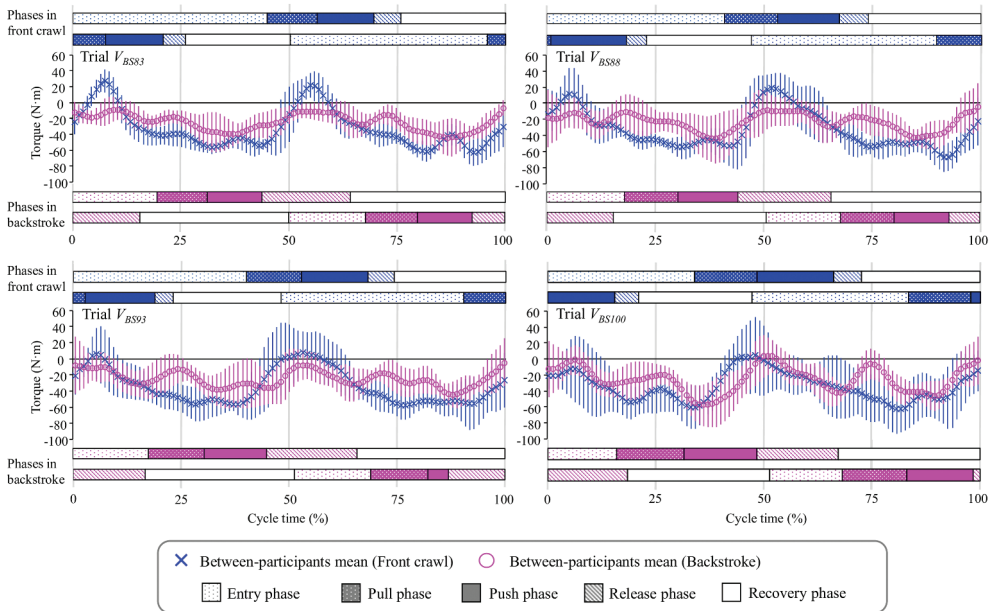 Phases in
front crawl
Trial VBS83
Trial VBS88
60
40
20
0
-20
-40
-60
-80
-100
Torque (N·m)
60
40
20
0
-20
-40
-60
-80
-100
Phases in
backstroke
0 25 50 75 100
0 25 50 75 100
Phases in
front crawl
Trial VBS93
Trial VBS100
60
40
20
0
-20
-40
-60
-80
-100
Torque (N·m)
60
40
20
0
-20
-40
-60
-80
-100
Phases in
backstroke
0 25 50 75 100
0 25 50 75 100
Cycle time (%)
Cycle time (%)
Between-participants mean (Front crawl) Between-participants mean (Backstroke)
Entry phase Pull phase Push phase Release phase Recovery phase